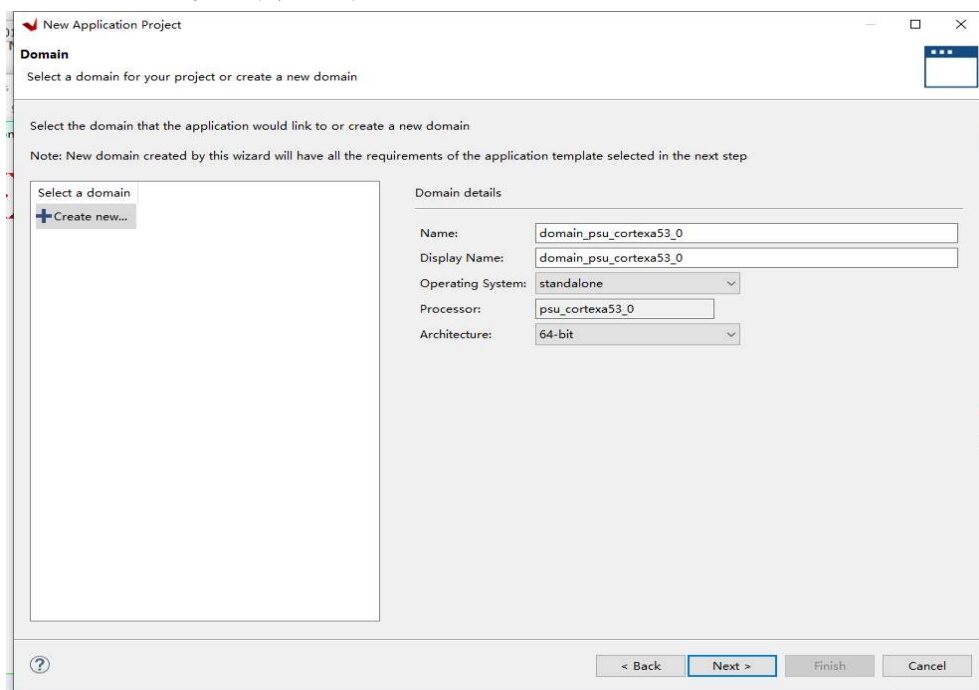 New Application Project
Domain
Select a domain for your project or create a new domain
Select the domain that the application would link to or create a new domain
Note: New domain created by this wizard will have all the requirements of the application template selected in the next step
Select a domain
Create new...
Domain details
Name: domain_psu_cortexa53_0
Display Name: domain_psu_cortexa53_0
Operating System: standalone
Processor: psu_cortexa53_0
Architecture: 64-bit
< Back Next > Finish Cancel